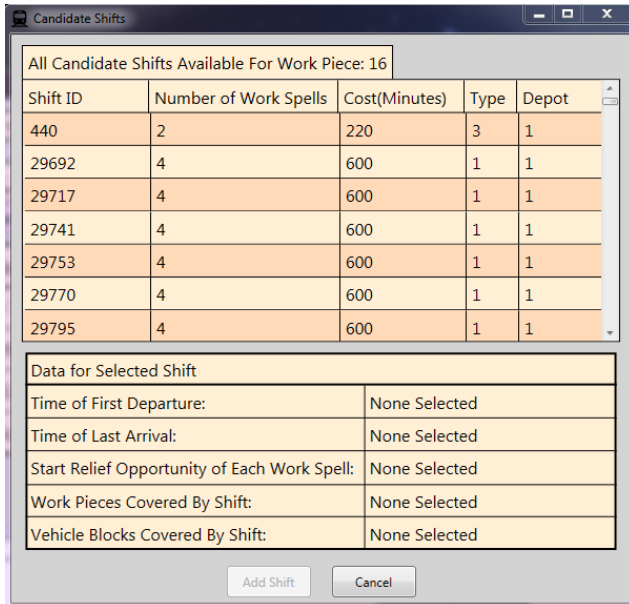 Candidate Shifts
All Candidate Shifts Available For Work Piece: 16
Shift ID Number of Work Spells Cost(Minutes) Type Depot
440 2 220 3 1
29692 4 600 1 1
29717 4 600 1 1
29741 4 600 1 1
29753 4 600 1 1
29770 4 600 1 1
29795 4 600 1 1
Data for Selected Shift
Time of First Departure: None Selected
Time of Last Arrival: None Selected
Start Relief Opportunity of Each Work Spell: None Selected
Work Pieces Covered By Shift: None Selected
Vehicle Blocks Covered By Shift: None Selected
Add Shift Cancel